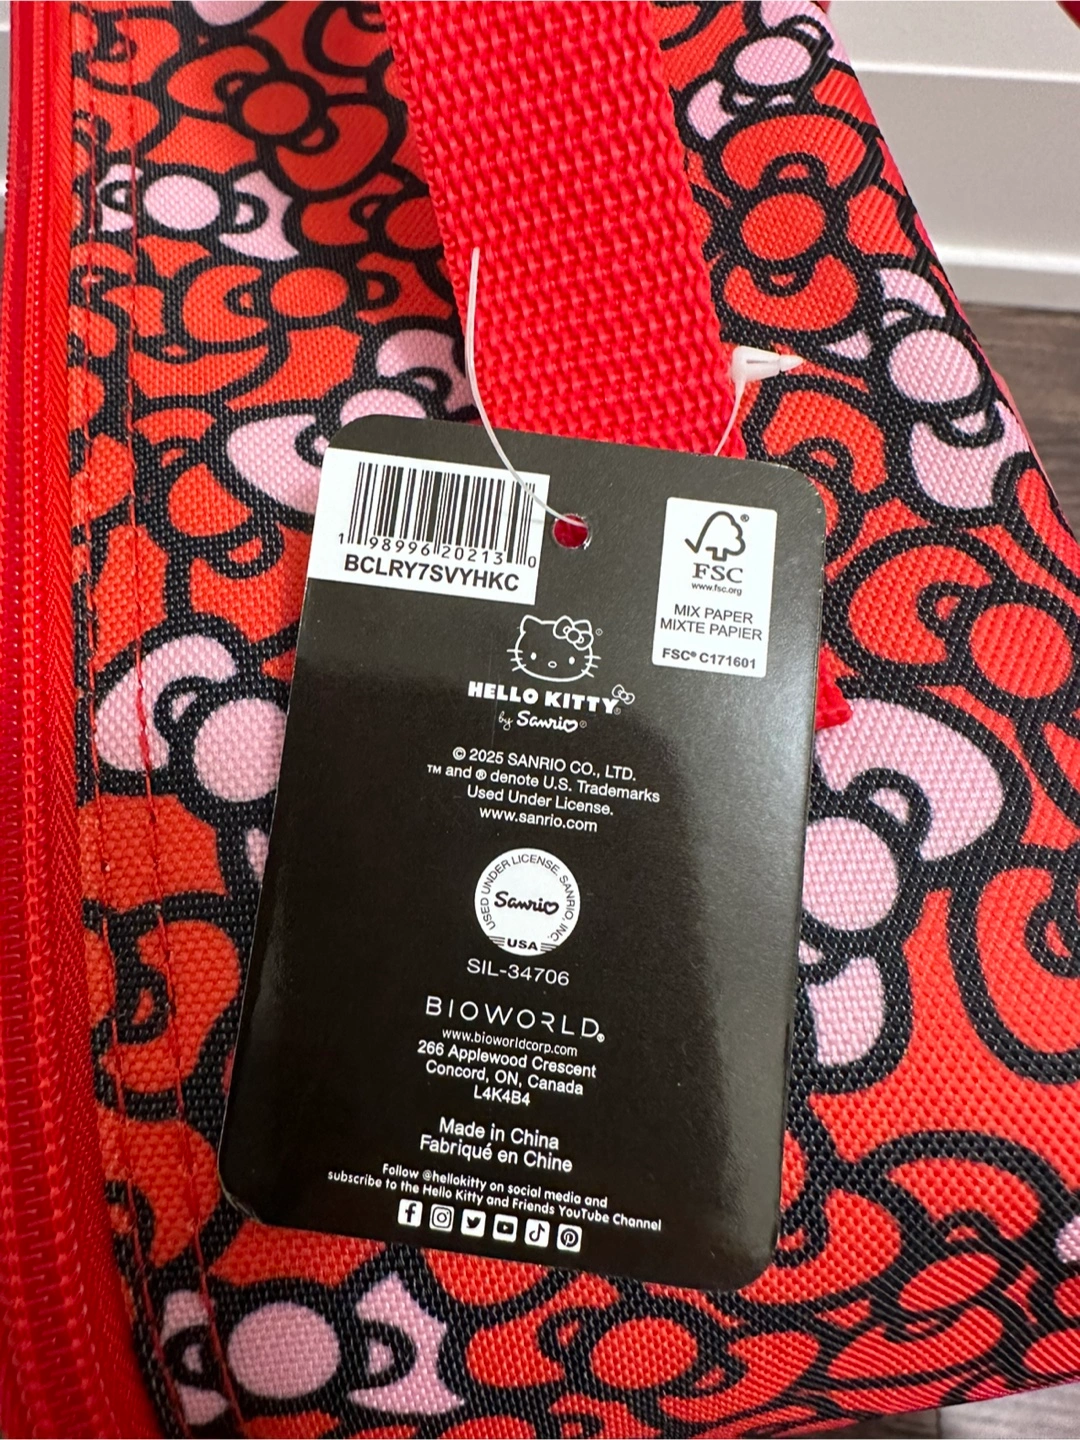 1 98996 20213 0
BCLRY7SVYHKC
®
FSC
www.fsc.org
MIX PAPER
MIXTE PAPIER
FSC® C171601
HELLO KITTY®
by Sanrio®
© 2025 SANRIO CO., LTD.
™ and ® denote U.S. Trademarks
Used Under License.
www.sanrio.com
USED UNDER LICENSE. SANRIO, INC.
Sanrio
USA
SIL-34706
BIOWORLD®
www.bioworldcorp.com
266 Applewood Crescent
Concord, ON, Canada
L4K4B4
Made in China
Fabriqué en Chine
Follow @hellokitty on social media and
subscribe to the Hello Kitty and Friends YouTube Channel